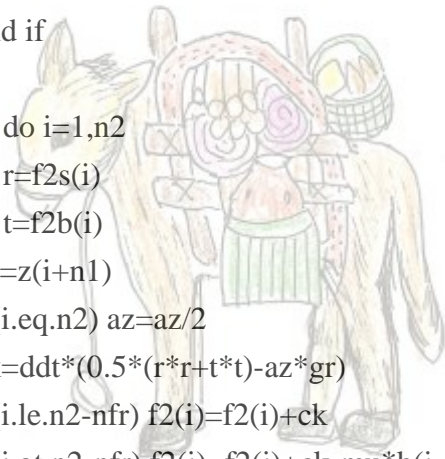 d if
do i=1,n2
r=f2s(i)
t=f2b(i)
=z(i+n1)
i.eq.n2) az=az/2
=ddt*(0.5*(r*r+t*t)-az*gr)
i.le.n2-nfr) f2(i)=f2(i)+ck